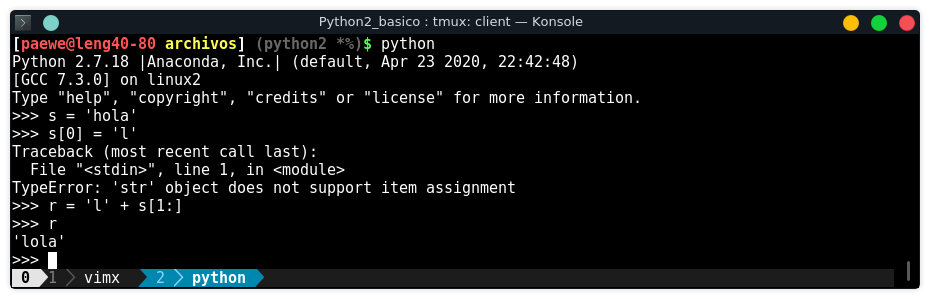 Python2_basico : tmux: client — Konsole
[paewe@leng40-80 archivos] (python2 *%)$ python
Python 2.7.18 |Anaconda, Inc.| (default, Apr 23 2020, 22:42:48)
[GCC 7.3.0] on linux2
Type "help", "copyright", "credits" or "license" for more information.
>>> s = 'hola'
>>> s[0] = 'l'
Traceback (most recent call last):
  File "<stdin>", line 1, in <module>
TypeError: 'str' object does not support item assignment
>>> r = 'l' + s[1:]
>>> r
'lola'
>>>
0 1 vimx 2 python